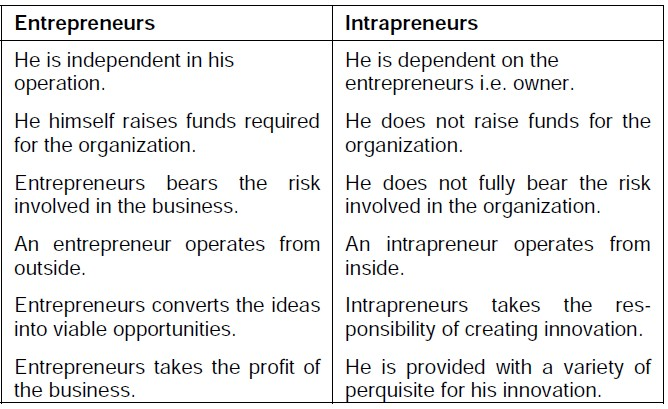 Entrepreneurs Intrapreneurs
He is independent in his
operation.
He is dependent on the
entrepreneurs i.e. owner.
He himself raises funds required
for the organization.
He does not raise funds for the
organization.
Entrepreneurs bears the risk
involved in the business.
He does not fully bear the risk
involved in the organization.
An entrepreneur operates from
outside.
An intrapreneur operates from
inside.
Entrepreneurs converts the ideas
into viable opportunities.
Intrapreneurs takes the res-
ponsibility of creating innovation.
Entrepreneurs takes the profit of
the business.
He is provided with a variety of
perquisite for his innovation.